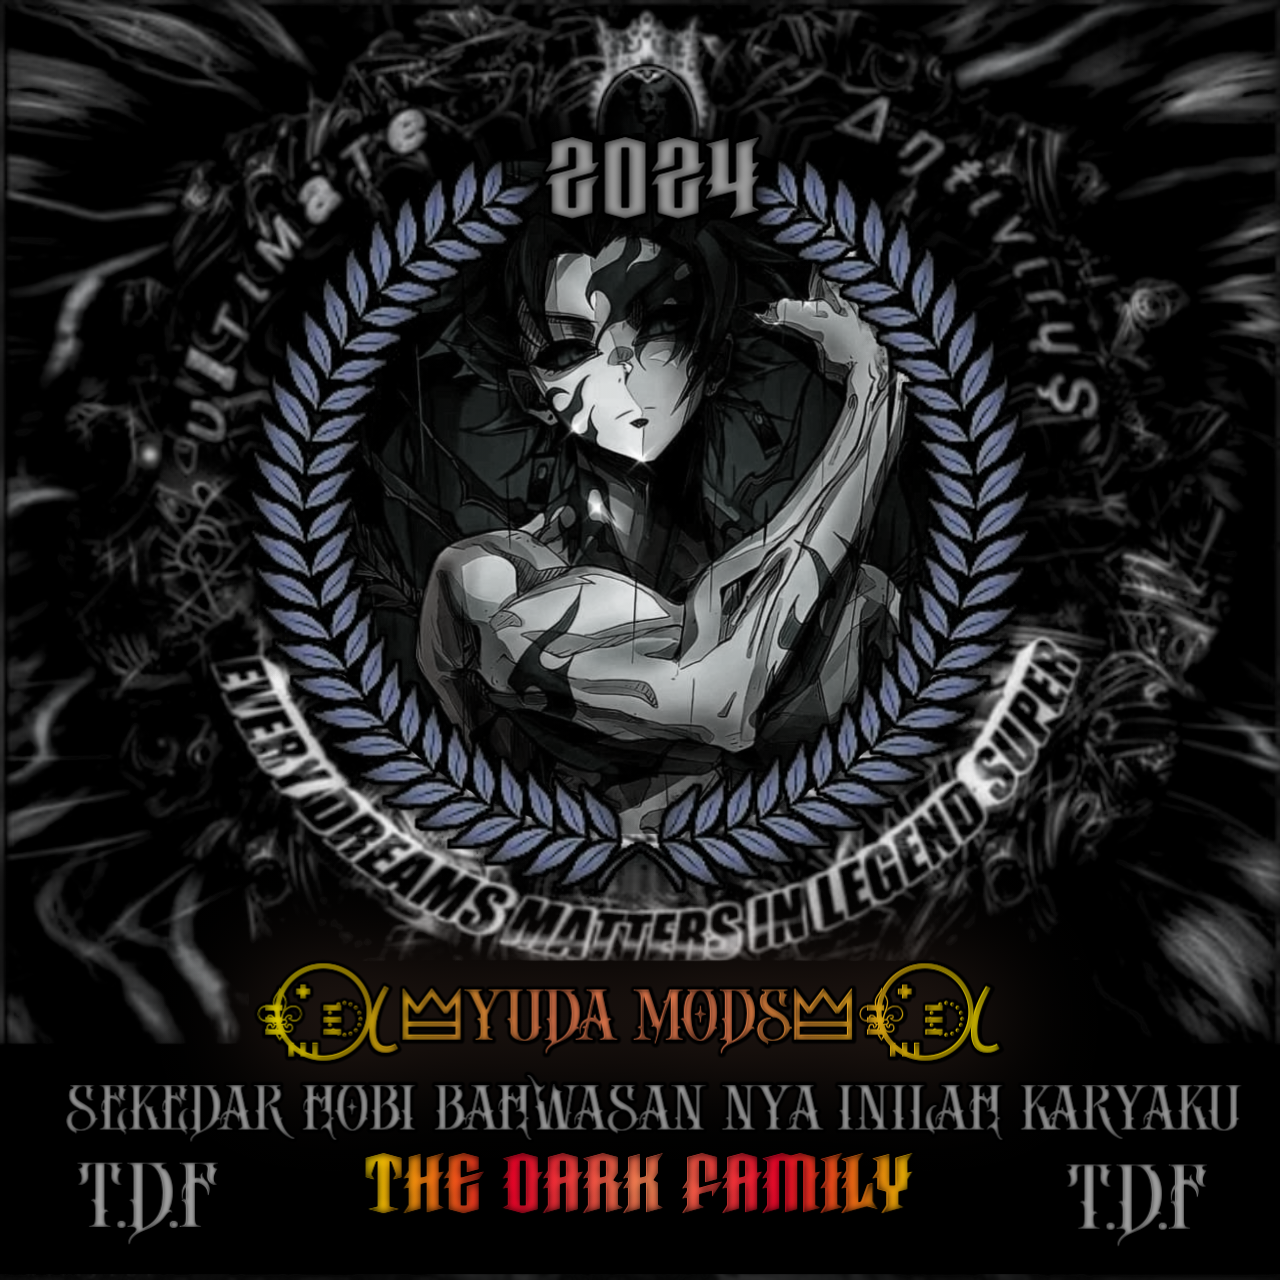 2024
ULTIMaTe
Antivirus
EVERY DREAMS MATTERS IN LEGEND SUPER
YUDA MODS
SEKEDAR HOBI BAHWASAN NYA INILAH KARYAKU
T.D.F
THE DARK FAMILY
T.D.F